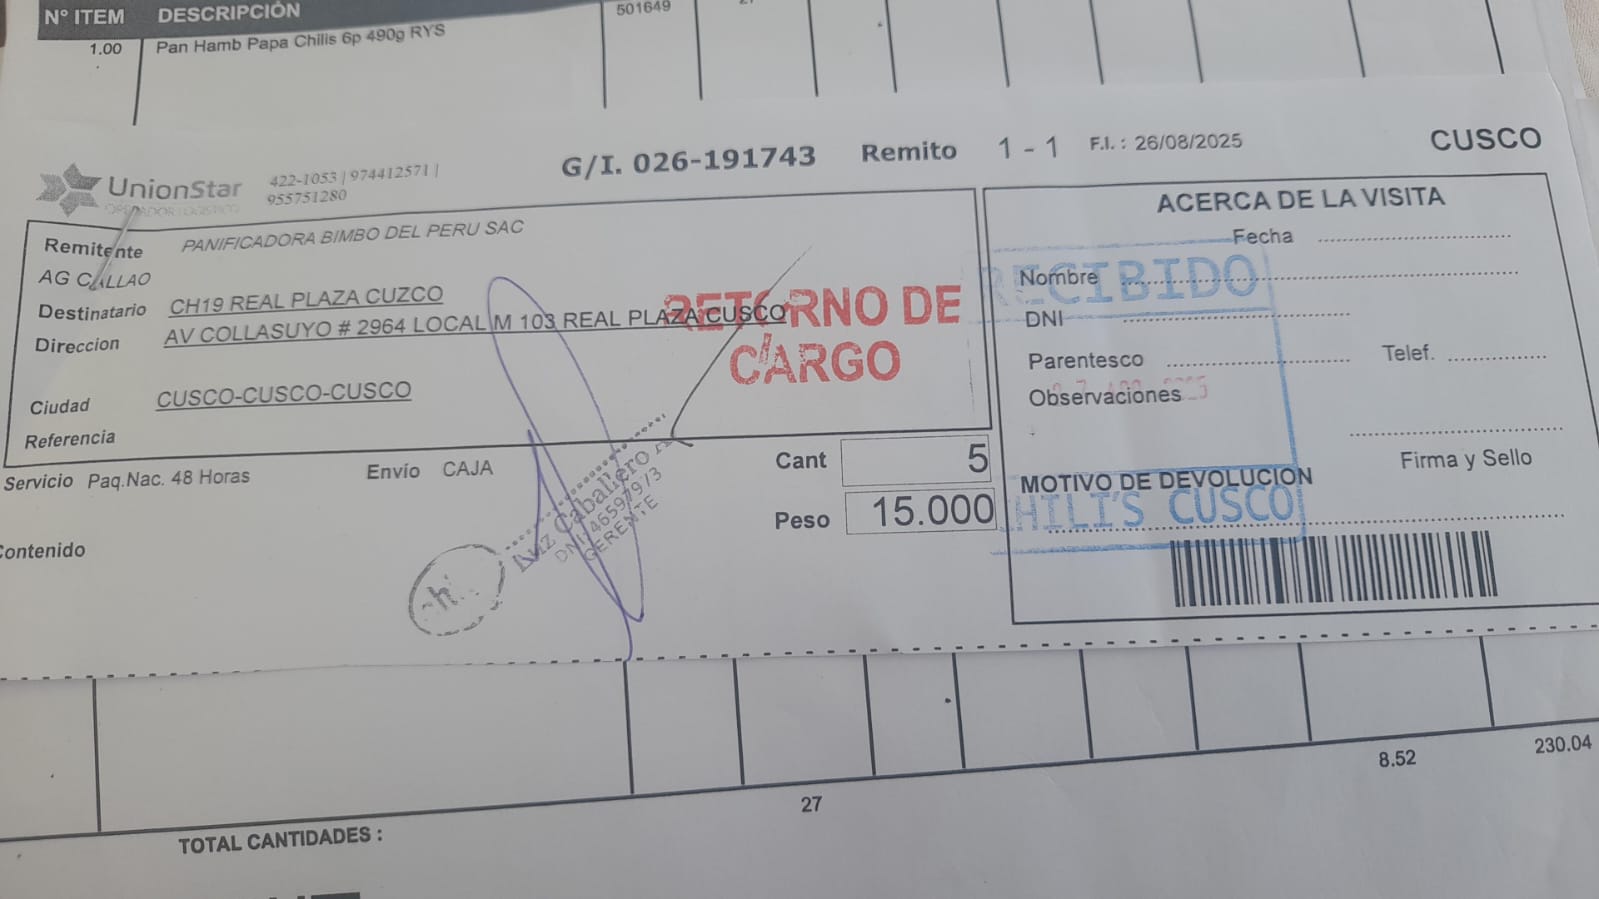 N° ITEM DESCRIPCIÓN
501649
1.00 Pan Hamb Papa Chilis 6p 490g RYS
UnionStar
OPERADOR LOGISTICO
422-1053 | 974412571 |
955751280
G/I. 026-191743 Remito 1 - 1 F.I. : 26/08/2025 CUSCO
Remitente PANIFICADORA BIMBO DEL PERU SAC
AG CALLAO
Destinatario CH19 REAL PLAZA CUZCO
Direccion AV COLLASUYO # 2964 LOCAL M 103 REAL PLAZA CUSCO
Ciudad CUSCO-CUSCO-CUSCO
Referencia
RETORNO DE
CARGO
Servicio Paq.Nac. 48 Horas Envío CAJA
Cant 5
Peso 15.000
Contenido
Caballero
DNI: 46597973
GERENTE
ACERCA DE LA VISITA
Fecha
Nombre
RECIBIDO
DNI
Parentesco Telef.
Observaciones
Firma y Sello
MOTIVO DE DEVOLUCION
CHILI'S CUSCO
8.52 230.04
27
TOTAL CANTIDADES :